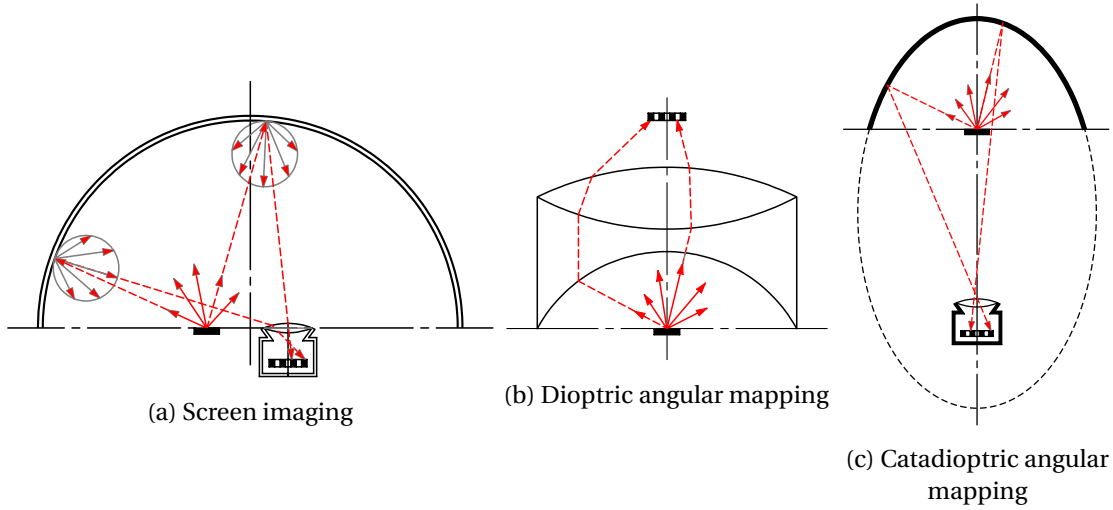 (a) Screen imaging
(b) Dioptric angular mapping
(c) Catadioptric angular
mapping